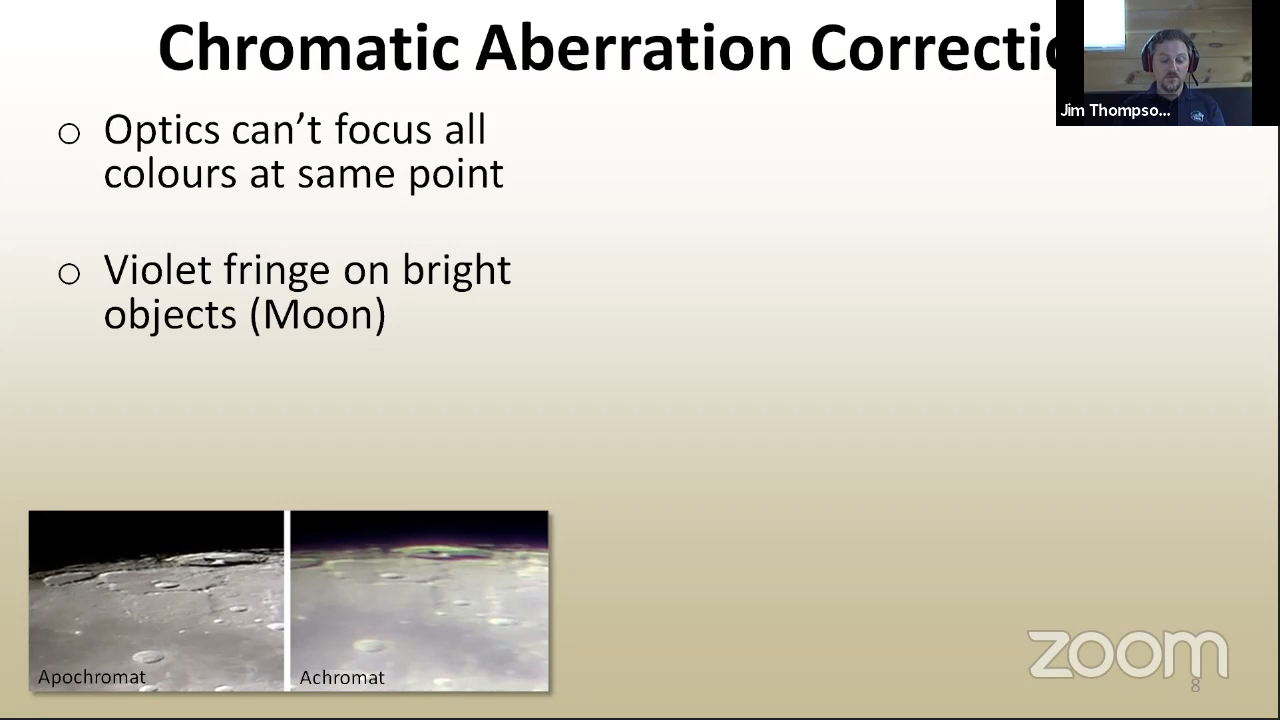 Chromatic Aberration Correctio
Jim Thompso...
○ Optics can’t focus all
colours at same point
○ Violet fringe on bright
objects (Moon)
Apochromat
Achromat
zoom
8